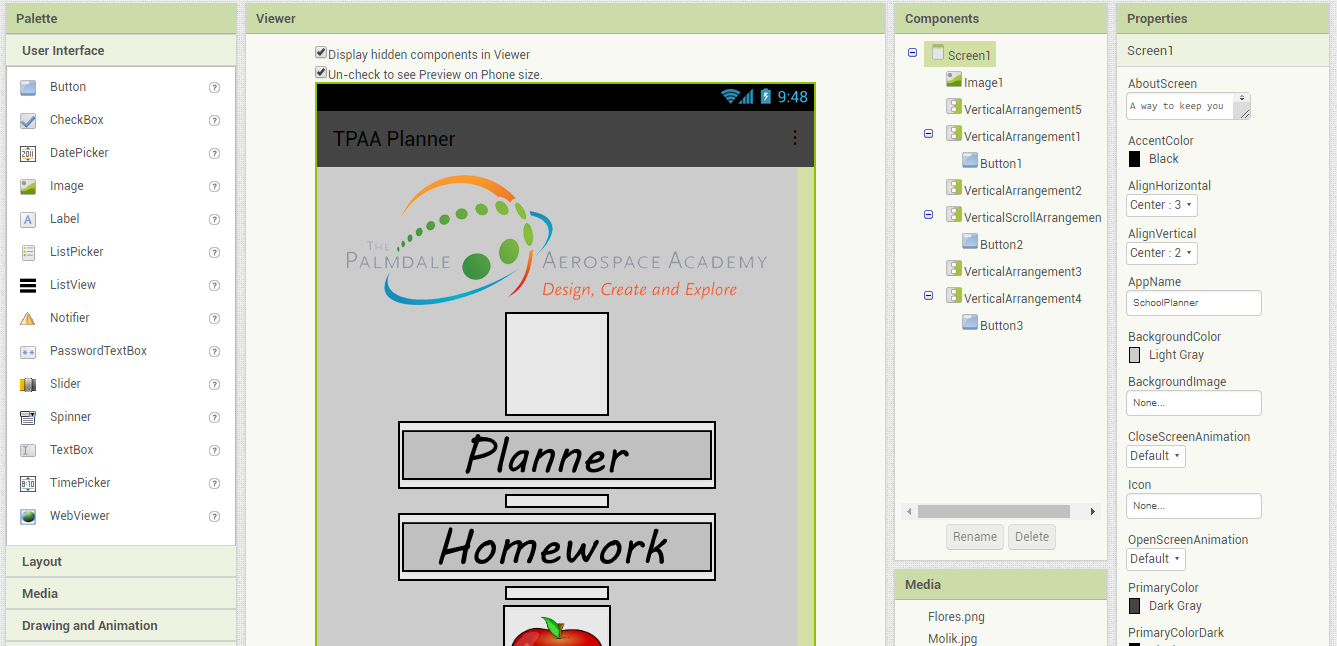 Palette
User Interface
Button
CheckBox
DatePicker
Image
Label
ListPicker
ListView
Notifier
PasswordTextBox
Slider
Spinner
TextBox
TimePicker
WebViewer
Layout
Media
Drawing and Animation
Viewer
Display hidden components in Viewer
Un-check to see Preview on Phone size.
9:48
TPAA Planner
THE
PALMDALE AEROSPACE ACADEMY
Design, Create and Explore
Planner
Homework
Components
Screen1
Image1
VerticalArrangement5
VerticalArrangement1
Button1
VerticalArrangement2
VerticalScrollArrangemen
Button2
VerticalArrangement3
VerticalArrangement4
Button3
Rename Delete
Media
Flores.png
Molik.jpg
Properties
Screen1
AboutScreen
A way to keep you
AccentColor
Black
AlignHorizontal
Center : 3
AlignVertical
Center : 2
AppName
SchoolPlanner
BackgroundColor
Light Gray
BackgroundImage
None...
CloseScreenAnimation
Default
Icon
None...
OpenScreenAnimation
Default
PrimaryColor
Dark Gray
PrimaryColorDark